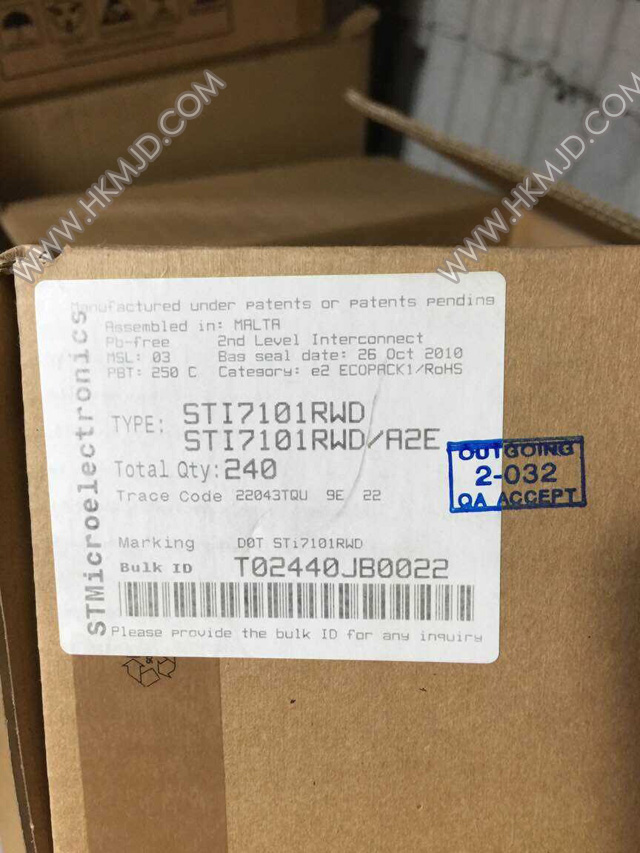 WWW.HKMJD.COM
WWW.HKMJD.COM
Manufactured under patents or patents pending
Assembled in: MALTA
Pb-free 2nd Level Interconnect
MSL: 03 Bag seal date: 26 Oct 2010
PBT: 250 C Category: e2 ECOPACK1/RoHS
TYPE: STI7101RWD
STI7101RWD/A2E
Total Qty: 240
Trace Code 22043TQU 9E 22
Marking DOT STi7101RWD
Bulk ID T02440JB0022
Please provide the bulk ID for any inquiry
STMicroelectronics
OUTGOING
2-032
QA ACCEPT